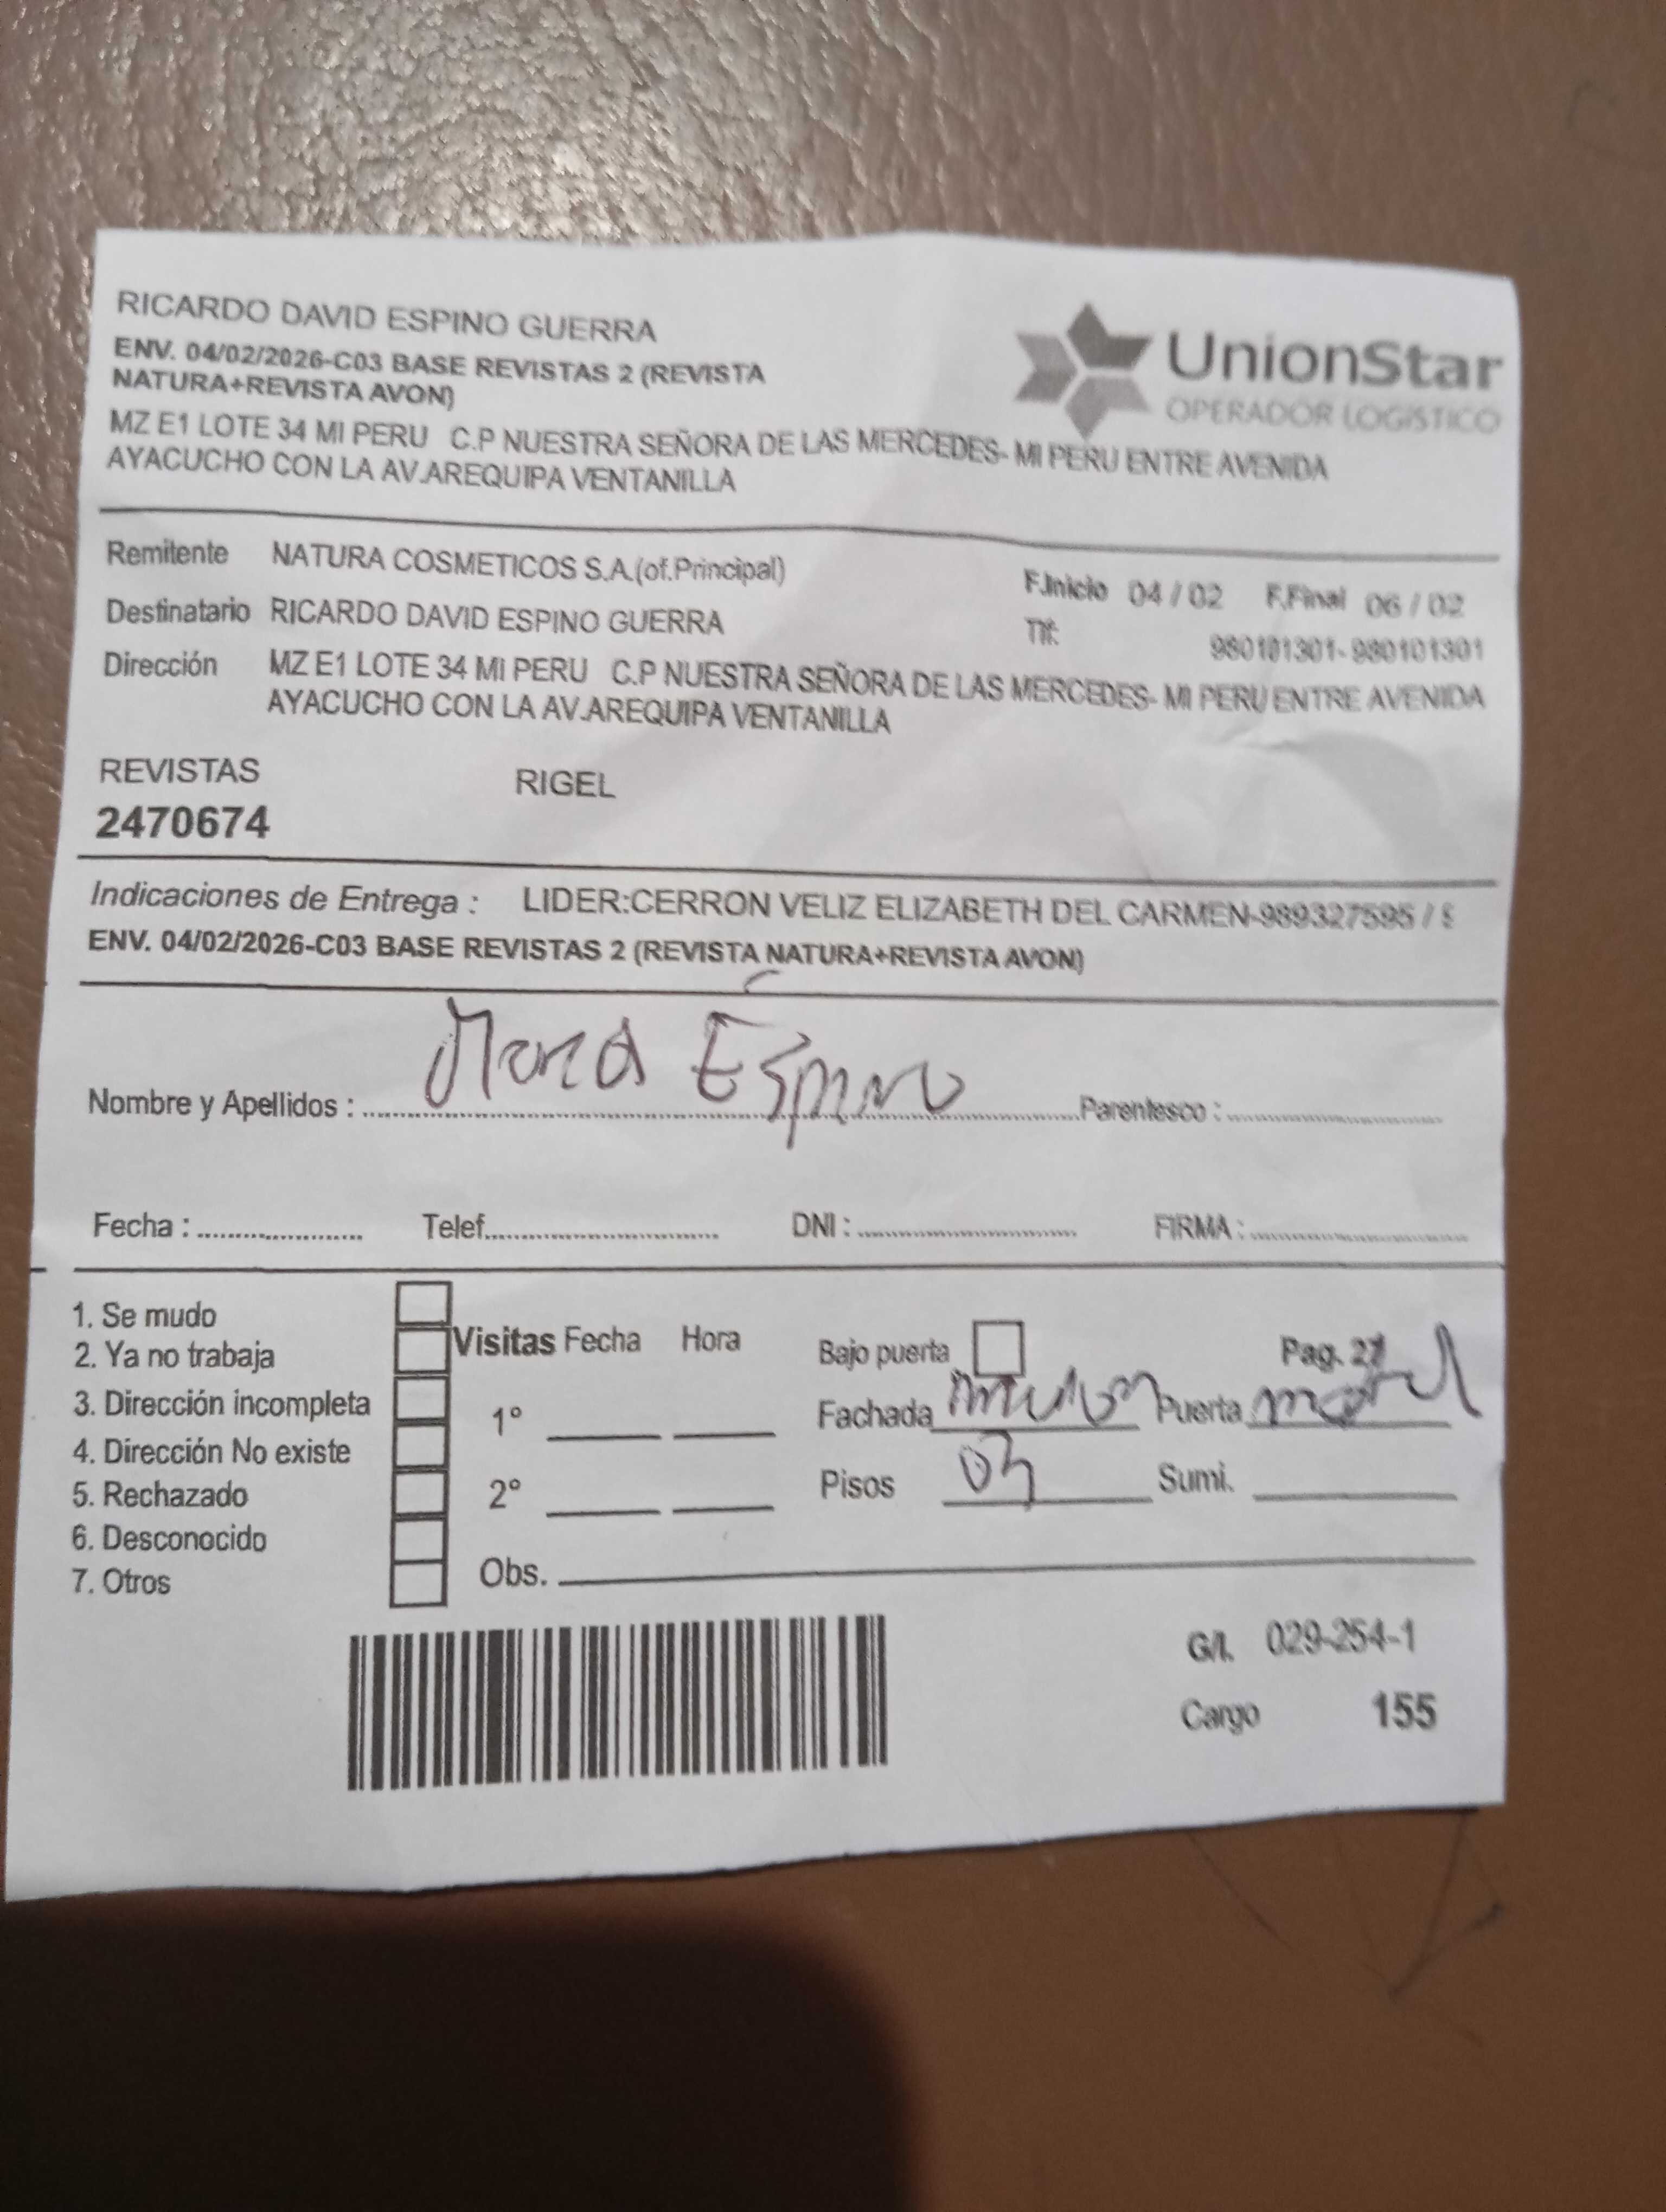 RICARDO DAVID ESPINO GUERRA
ENV. 04/02/2026-C03 BASE REVISTAS 2 (REVISTA
NATURA+REVISTA AVON)
MZ E1 LOTE 34 MI PERU C.P NUESTRA SEÑORA DE LAS MERCEDES- MI PERU ENTRE AVENIDA
AYACUCHO CON LA AV.AREQUIPA VENTANILLA
UnionStar
OPERADOR LOGÍSTICO
Remitente NATURA COSMETICOS S.A.(of.Principal)
F.Inicio 04 / 02 F.Final 06 / 02
Destinatario RICARDO DAVID ESPINO GUERRA
Tlf: 980101301-980101301
Dirección MZ E1 LOTE 34 MI PERU C.P NUESTRA SEÑORA DE LAS MERCEDES- MI PERU ENTRE AVENIDA
AYACUCHO CON LA AV.AREQUIPA VENTANILLA
REVISTAS RIGEL
2470674
Indicaciones de Entrega : LIDER:CERRON VELIZ ELIZABETH DEL CARMEN-989327595 /
ENV. 04/02/2026-C03 BASE REVISTAS 2 (REVISTA NATURA+REVISTA AVON)
Nombre y Apellidos : Espino Parentesco :
Fecha : Telef. DNI : FIRMA :
1. Se mudo
2. Ya no trabaja
3. Dirección incompleta
4. Dirección No existe
5. Rechazado
6. Desconocido
7. Otros
Visitas Fecha Hora
1°
2°
Obs.
Bajo puerta Pag. 27
Fachada Puerta
Pisos 03 Sumi.
G/I. 029-254-1
Cargo 155